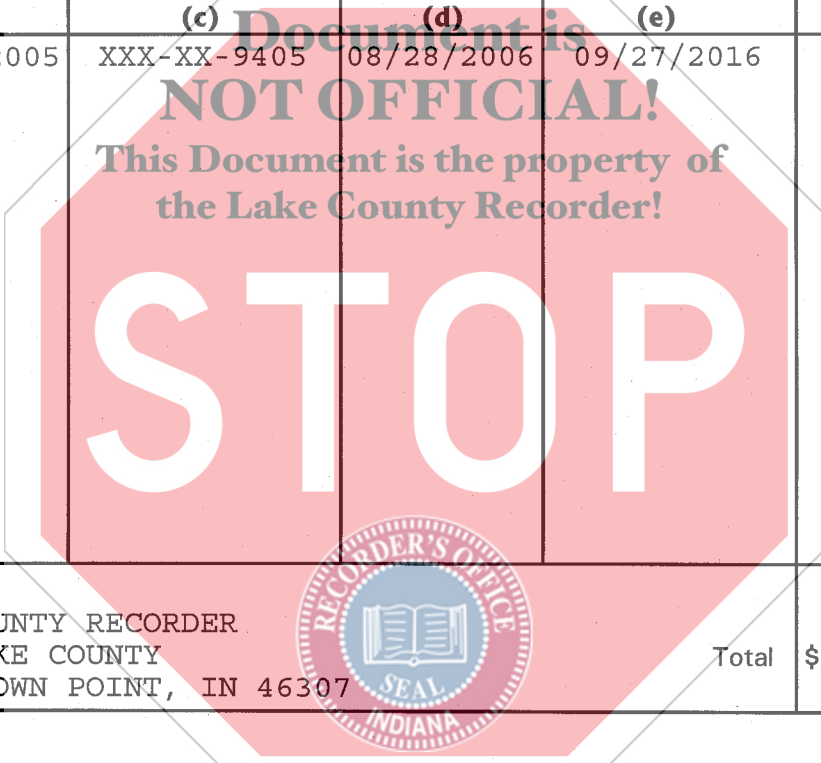 (c) (d) (e)
Document is
:005 XXX-XX-9405 08/28/2006 09/27/2016
NOT OFFICIAL!
This Document is the property of
the Lake County Recorder!
STOP
RECORDER'S OFFICE
SEAL
INDIANA
UNTY RECORDER
KE COUNTY
Total $
OWN POINT, IN 46307